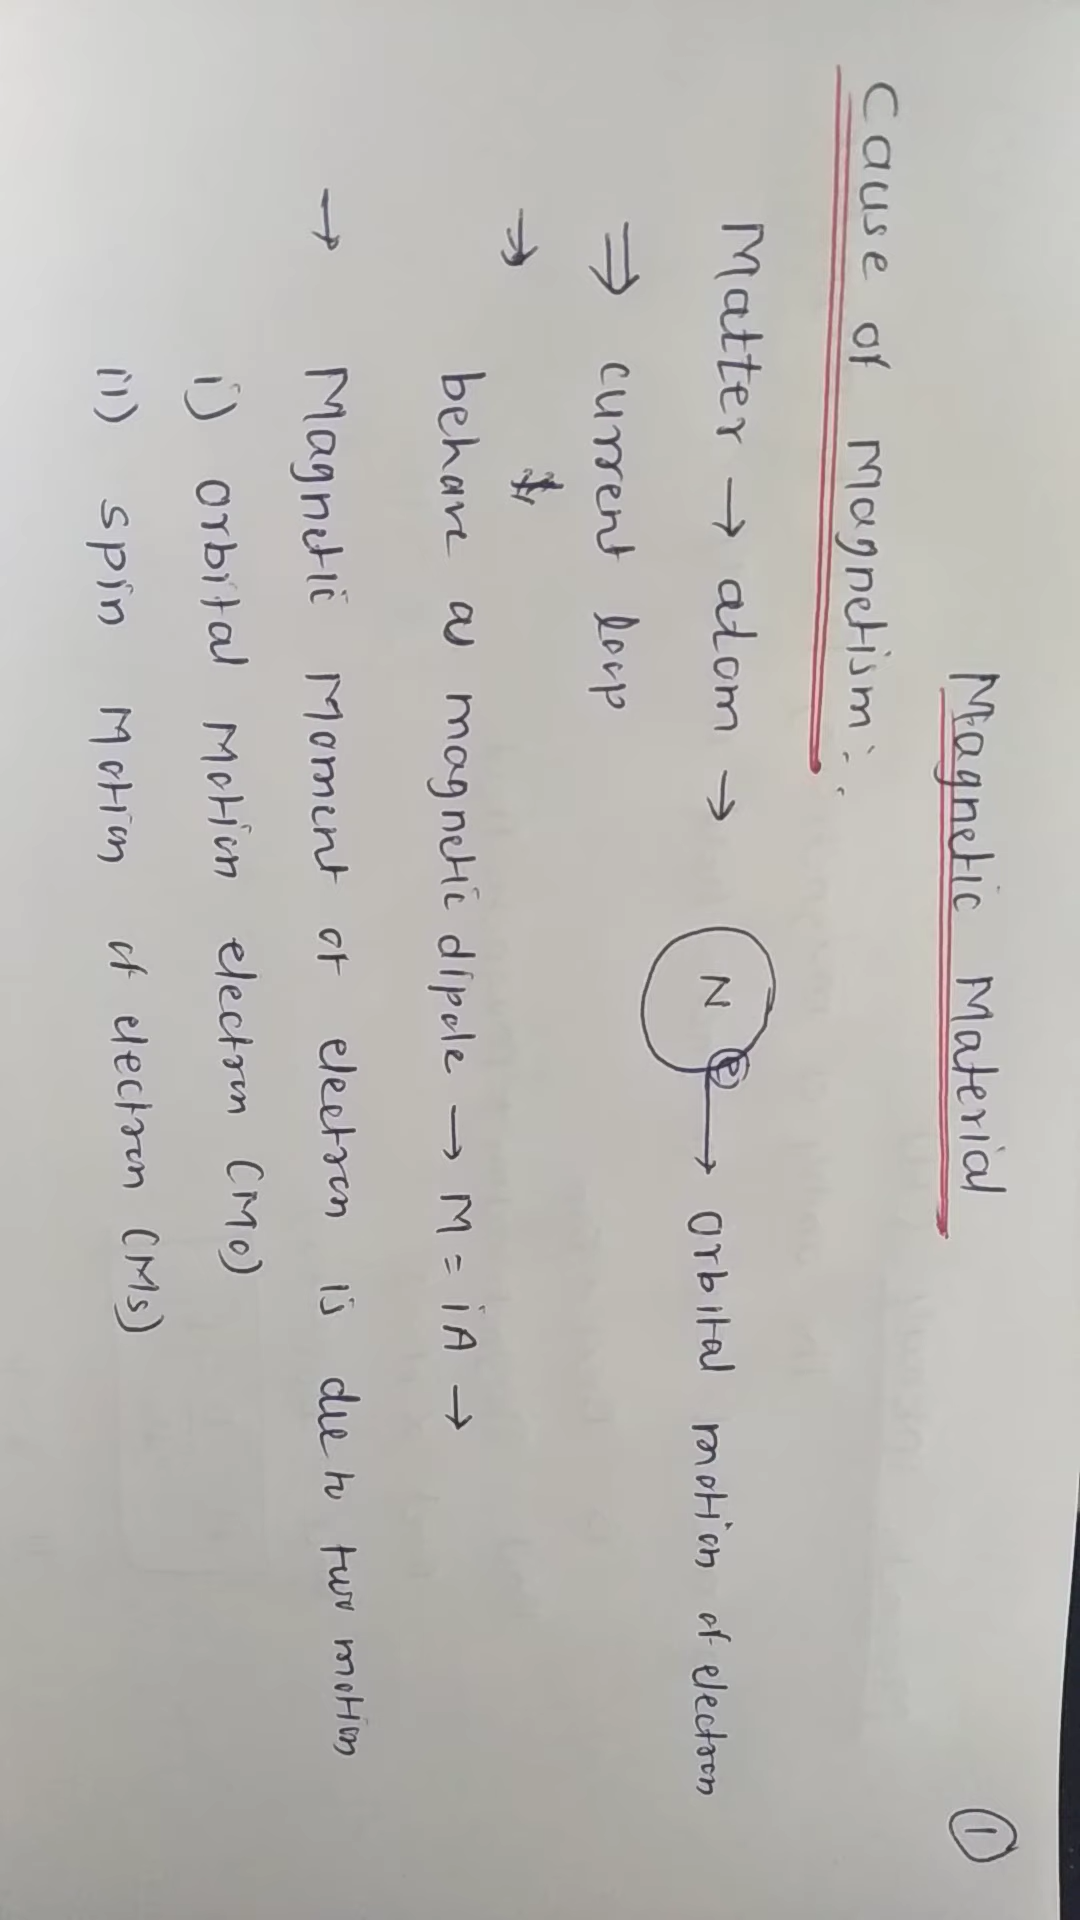 Magnetic Material
①
Cause of Magnetism:
Matter → atom → N e → orbital motion of electron
⇒ current loop
→
behave as magnetic dipole → M = iA →
→ Magnetic Moment of electron is due to two motion
i) orbital Motion electron (Mo)
ii) spin Motion of electron (Ms)